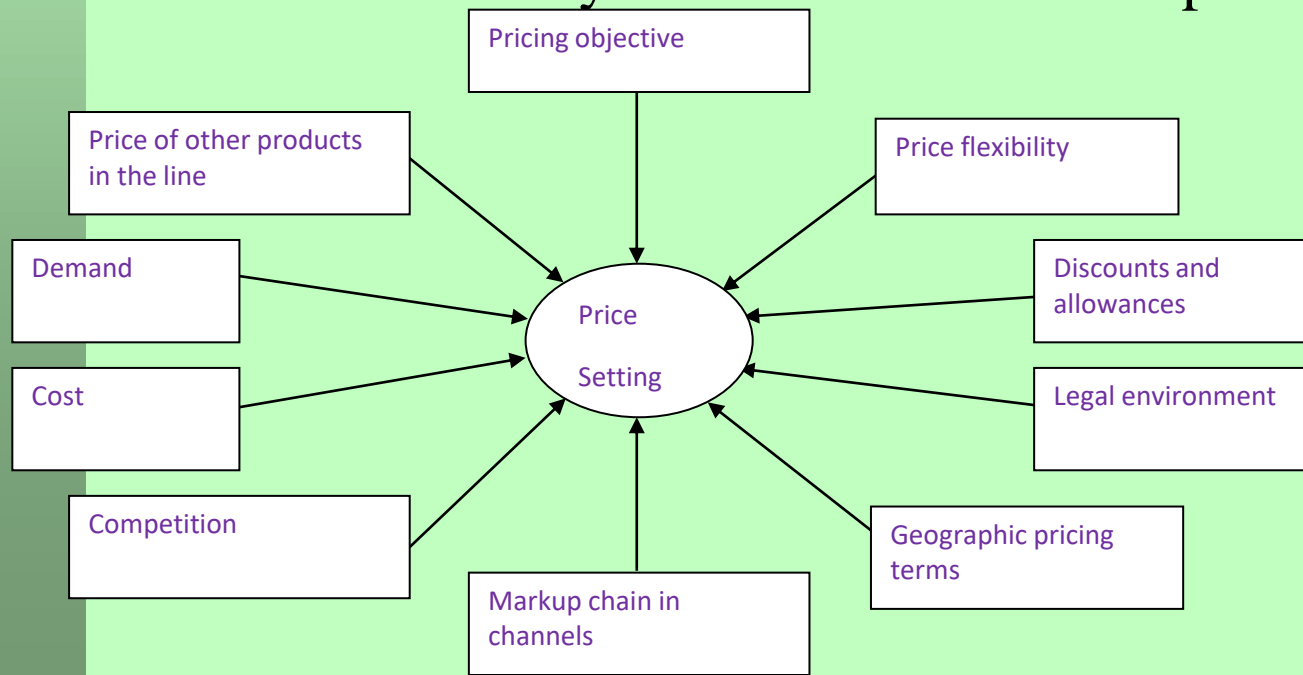 Pricing objective
Price of other products
in the line
Price flexibility
Demand
Discounts and
allowances
Price
Setting
Cost
Legal environment
Competition
Geographic pricing
terms
Markup chain in
channels